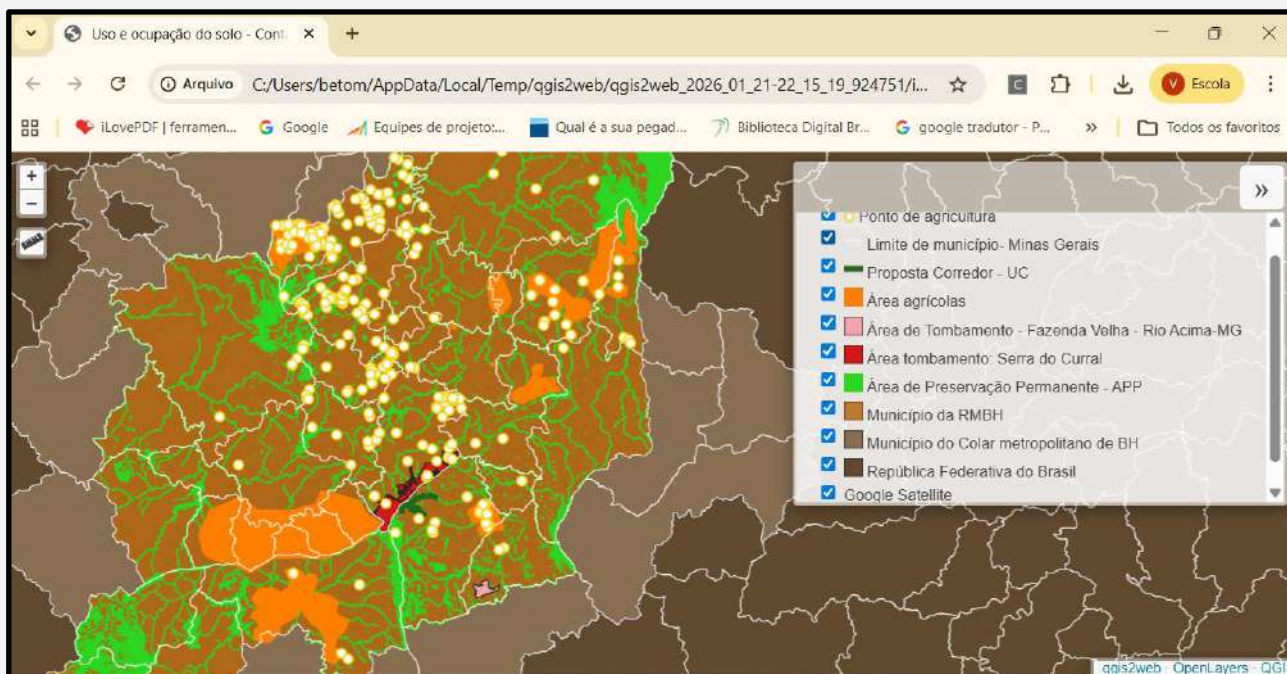 Uso e ocupação do solo - Cont
Arquivo C:/Users/betom/AppData/Local/Temp/qgis2web/qgis2web_2026_01_21-22_15_19_924751/i... V Escola
iLovePDF | ferramen... Google Equipes de projeto:... Qual é a sua pegad... Biblioteca Digital Br... google tradutor - P... » Todos os favoritos
+
−
»
Ponto de agricultura
Limite de município- Minas Gerais
Proposta Corredor - UC
Área agrícolas
Área de Tombamento - Fazenda Velha - Rio Acima-MG
Área tombamento: Serra do Curral
Área de Preservação Permanente - APP
Município da RMBH
Município do Colar metropolitano de BH
República Federativa do Brasil
Google Satellite
qgis2web · OpenLayers · QGI